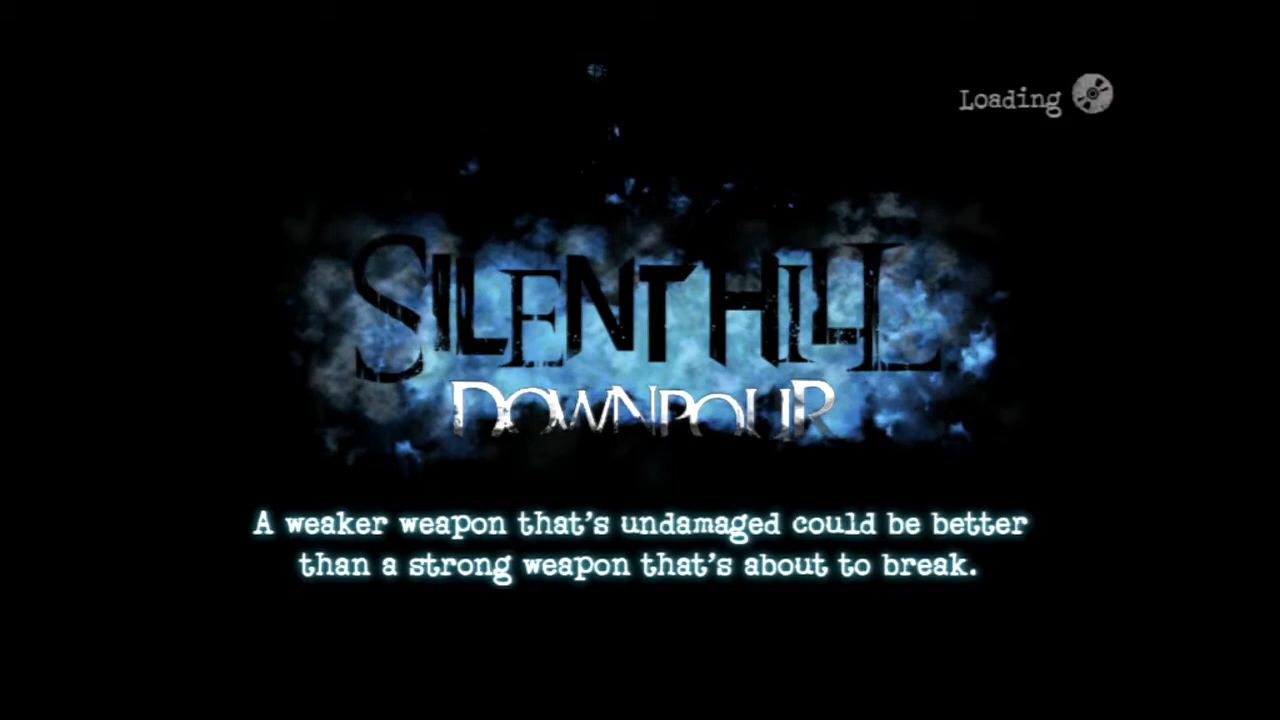 Loading
SILENT HILL
DOWNPOUR
A weaker weapon that's undamaged could be better
than a strong weapon that's about to break.